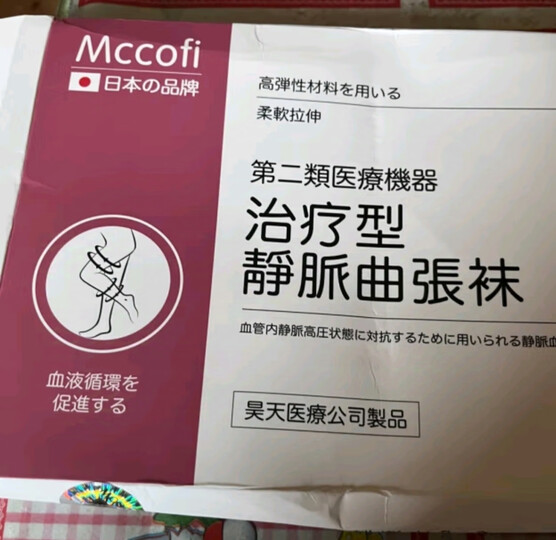 Mccofi
日本の品牌
高弾性材料を用いる
柔軟拉伸
第二類医療機器
治疗型
靜脈曲張袜
血管内静脈高圧状態に対抗するために用いられる静脈血
血液循環を
促進する
昊天医療公司製品